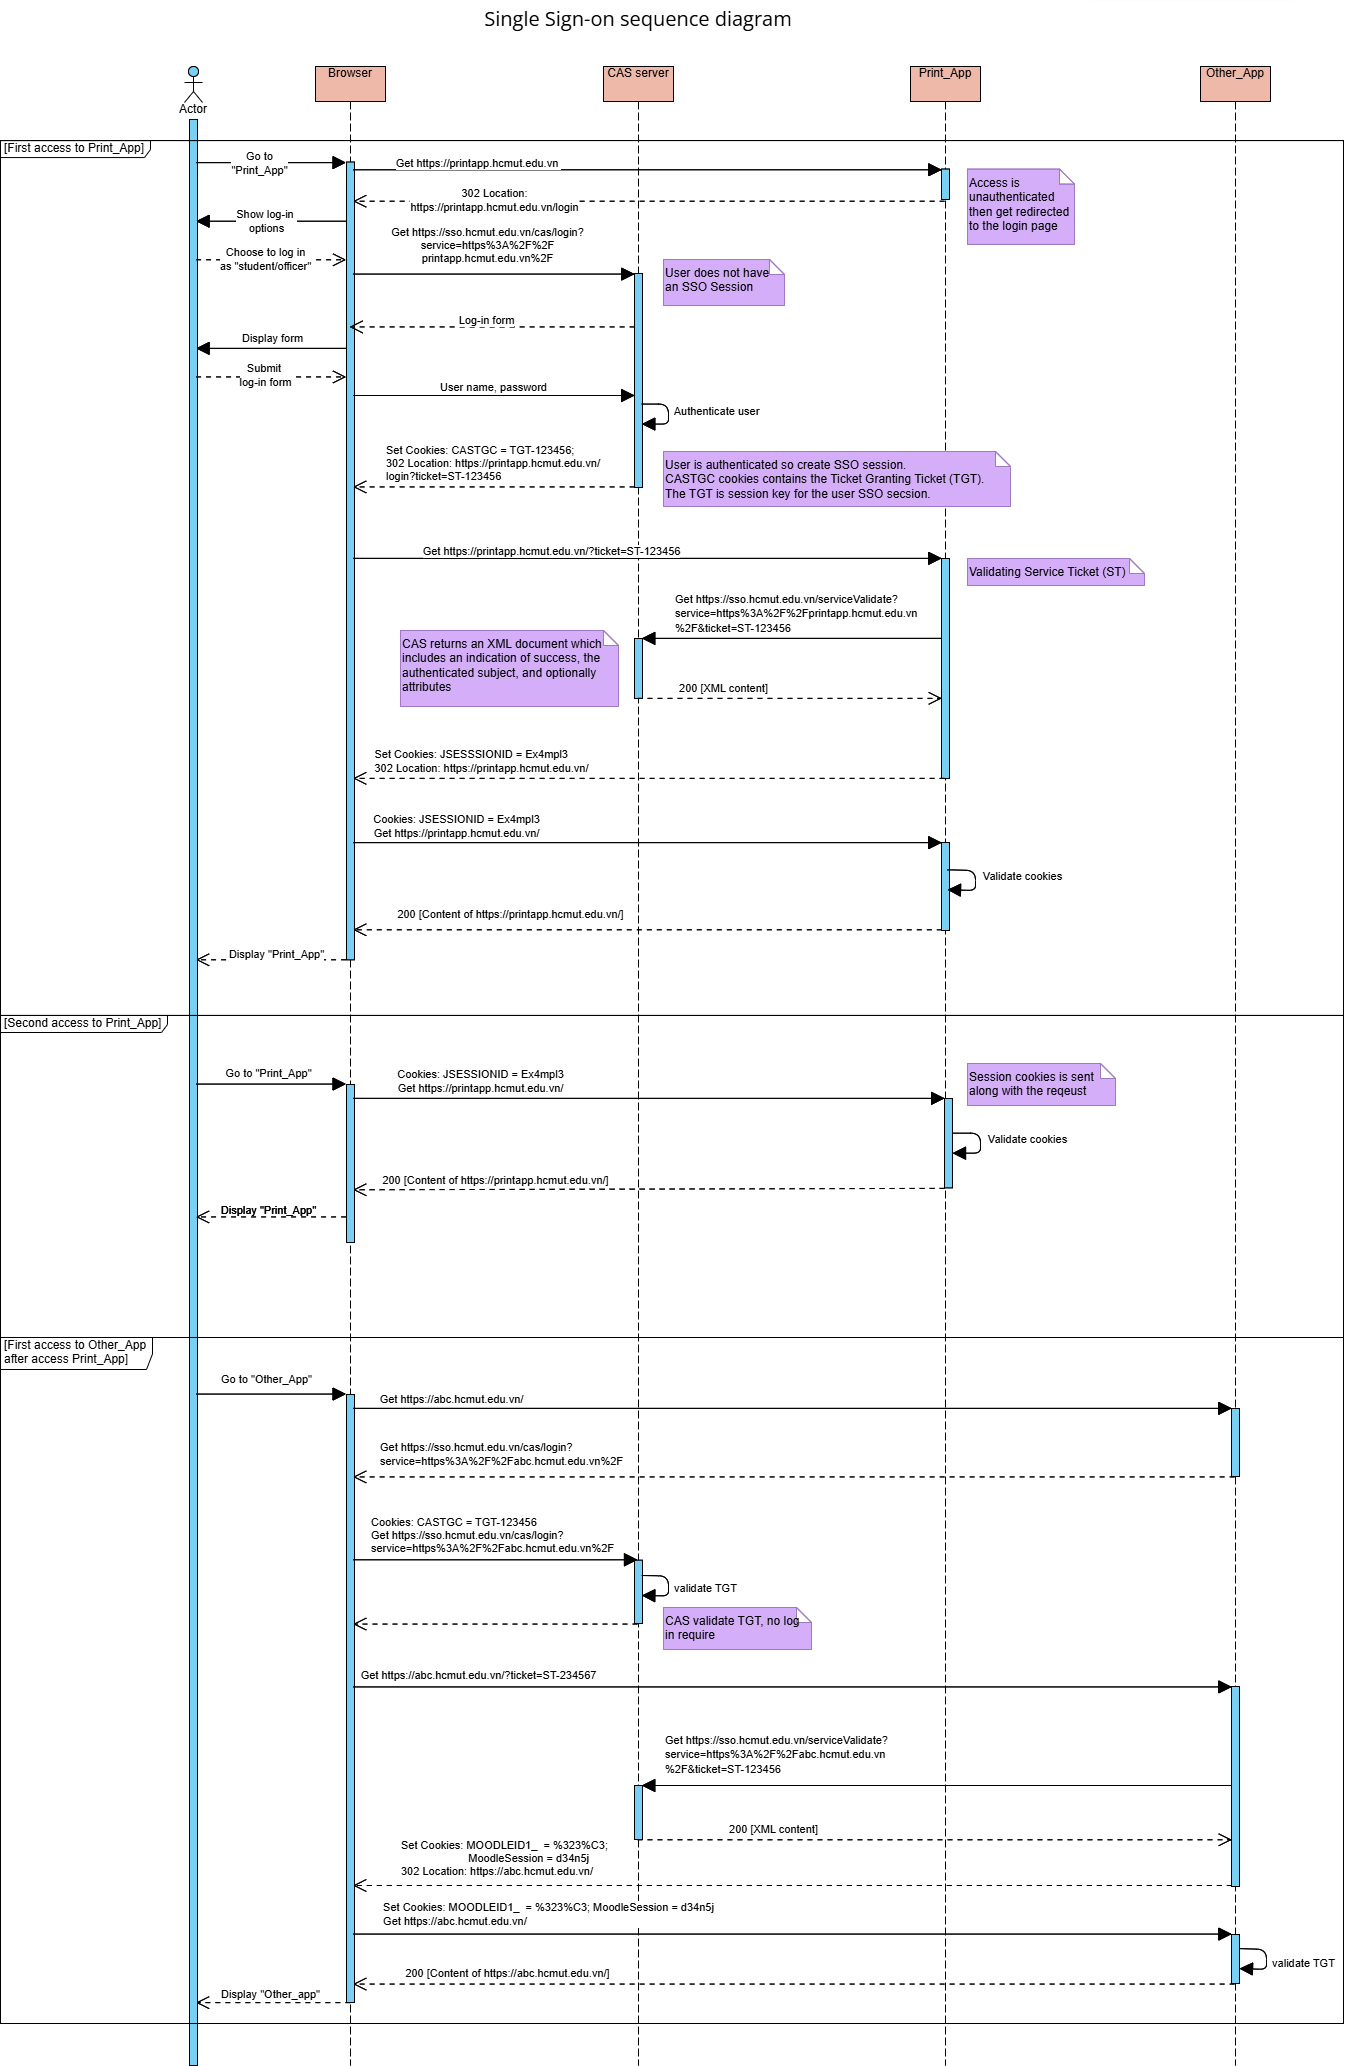 Single Sign-on sequence diagram
Actor
Browser
CAS server
Print_App
Other_App
[First access to Print_App]
Go to
"Print_App"
Get https://printapp.hcmut.edu.vn
Access is
unauthenticated
then get redirected
to the login page
302 Location:
https://printapp.hcmut.edu.vn/login
Show log-in
options
Get https://sso.hcmut.edu.vn/cas/login?
service=https%3A%2F%2F
printapp.hcmut.edu.vn%2F
Choose to log in
as "student/officer"
User does not have
an SSO Session
Log-in form
Display form
Submit
log-in form
User name, password
Authenticate user
Set Cookies: CASTGC = TGT-123456;
302 Location: https://printapp.hcmut.edu.vn/
login?ticket=ST-123456
User is authenticated so create SSO session.
CASTGC cookies contains the Ticket Granting Ticket (TGT).
The TGT is session key for the user SSO secsion.
Get https://printapp.hcmut.edu.vn/?ticket=ST-123456
Validating Service Ticket (ST)
Get https://sso.hcmut.edu.vn/serviceValidate?
service=https%3A%2F%2Fprintapp.hcmut.edu.vn
%2F&ticket=ST-123456
CAS returns an XML document which
includes an indication of success, the
authenticated subject, and optionally
attributes
200 [XML content]
Set Cookies: JSESSSIONID = Ex4mpl3
302 Location: https://printapp.hcmut.edu.vn/
Cookies: JSESSIONID = Ex4mpl3
Get https://printapp.hcmut.edu.vn/
Validate cookies
200 [Content of https://printapp.hcmut.edu.vn/]
Display "Print_App"
[Second access to Print_App]
Go to "Print_App"
Cookies: JSESSIONID = Ex4mpl3
Get https://printapp.hcmut.edu.vn/
Session cookies is sent
along with the reqeust
Validate cookies
200 [Content of https://printapp.hcmut.edu.vn/]
Display "Print_App"
[First access to Other_App
after access Print_App]
Go to "Other_App"
Get https://abc.hcmut.edu.vn/
Get https://sso.hcmut.edu.vn/cas/login?
service=https%3A%2F%2Fabc.hcmut.edu.vn%2F
Cookies: CASTGC = TGT-123456
Get https://sso.hcmut.edu.vn/cas/login?
service=https%3A%2F%2Fabc.hcmut.edu.vn%2F
validate TGT
CAS validate TGT, no log
in require
Get https://abc.hcmut.edu.vn/?ticket=ST-234567
Get https://sso.hcmut.edu.vn/serviceValidate?
service=https%3A%2F%2Fabc.hcmut.edu.vn
%2F&ticket=ST-123456
200 [XML content]
Set Cookies: MOODLEID1_ = %323%C3;
MoodleSession = d34n5j
302 Location: https://abc.hcmut.edu.vn/
Set Cookies: MOODLEID1_ = %323%C3; MoodleSession = d34n5j
Get https://abc.hcmut.edu.vn/
validate TGT
200 [Content of https://abc.hcmut.edu.vn/]
Display "Other_app"